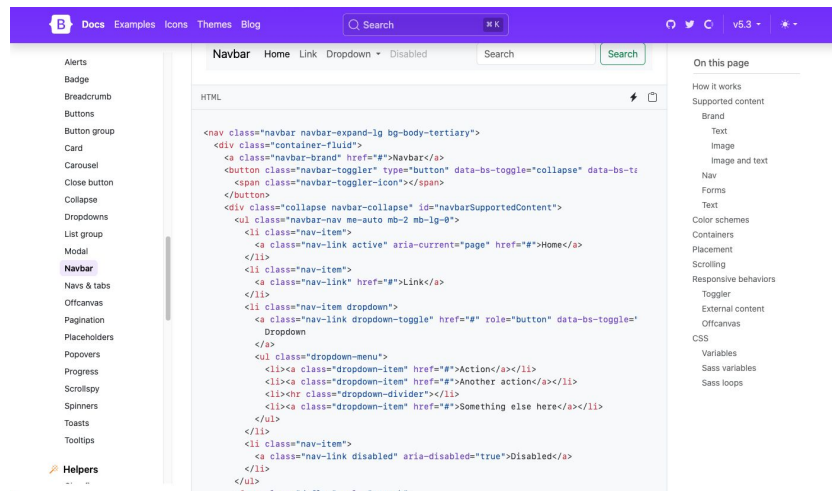 B Docs Examples Icons Themes Blog Search ⌘ K v5.3
Alerts
Badge
Breadcrumb
Buttons
Button group
Card
Carousel
Close button
Collapse
Dropdowns
List group
Modal
Navbar
Navs & tabs
Offcanvas
Pagination
Placeholders
Popovers
Progress
Scrollspy
Spinners
Toasts
Tooltips
Helpers
Navbar Home Link Dropdown Disabled Search Search
HTML
<nav class="navbar navbar-expand-lg bg-body-tertiary">
<div class="container-fluid">
<a class="navbar-brand" href="#">Navbar</a>
<button class="navbar-toggler" type="button" data-bs-toggle="collapse" data-bs-ta
<span class="navbar-toggler-icon"></span>
</button>
<div class="collapse navbar-collapse" id="navbarSupportedContent">
<ul class="navbar-nav me-auto mb-2 mb-lg-0">
<li class="nav-item">
<a class="nav-link active" aria-current="page" href="#">Home</a>
</li>
<li class="nav-item">
<a class="nav-link" href="#">Link</a>
</li>
<li class="nav-item dropdown">
<a class="nav-link dropdown-toggle" href="#" role="button" data-bs-toggle="
Dropdown
</a>
<ul class="dropdown-menu">
<li><a class="dropdown-item" href="#">Action</a></li>
<li><a class="dropdown-item" href="#">Another action</a></li>
<li><hr class="dropdown-divider"></li>
<li><a class="dropdown-item" href="#">Something else here</a></li>
</ul>
</li>
<li class="nav-item">
<a class="nav-link disabled" aria-disabled="true">Disabled</a>
</li>
</ul>
On this page
How it works
Supported content
Brand
Text
Image
Image and text
Nav
Forms
Text
Color schemes
Containers
Placement
Scrolling
Responsive behaviors
Toggler
External content
Offcanvas
CSS
Variables
Sass variables
Sass loops